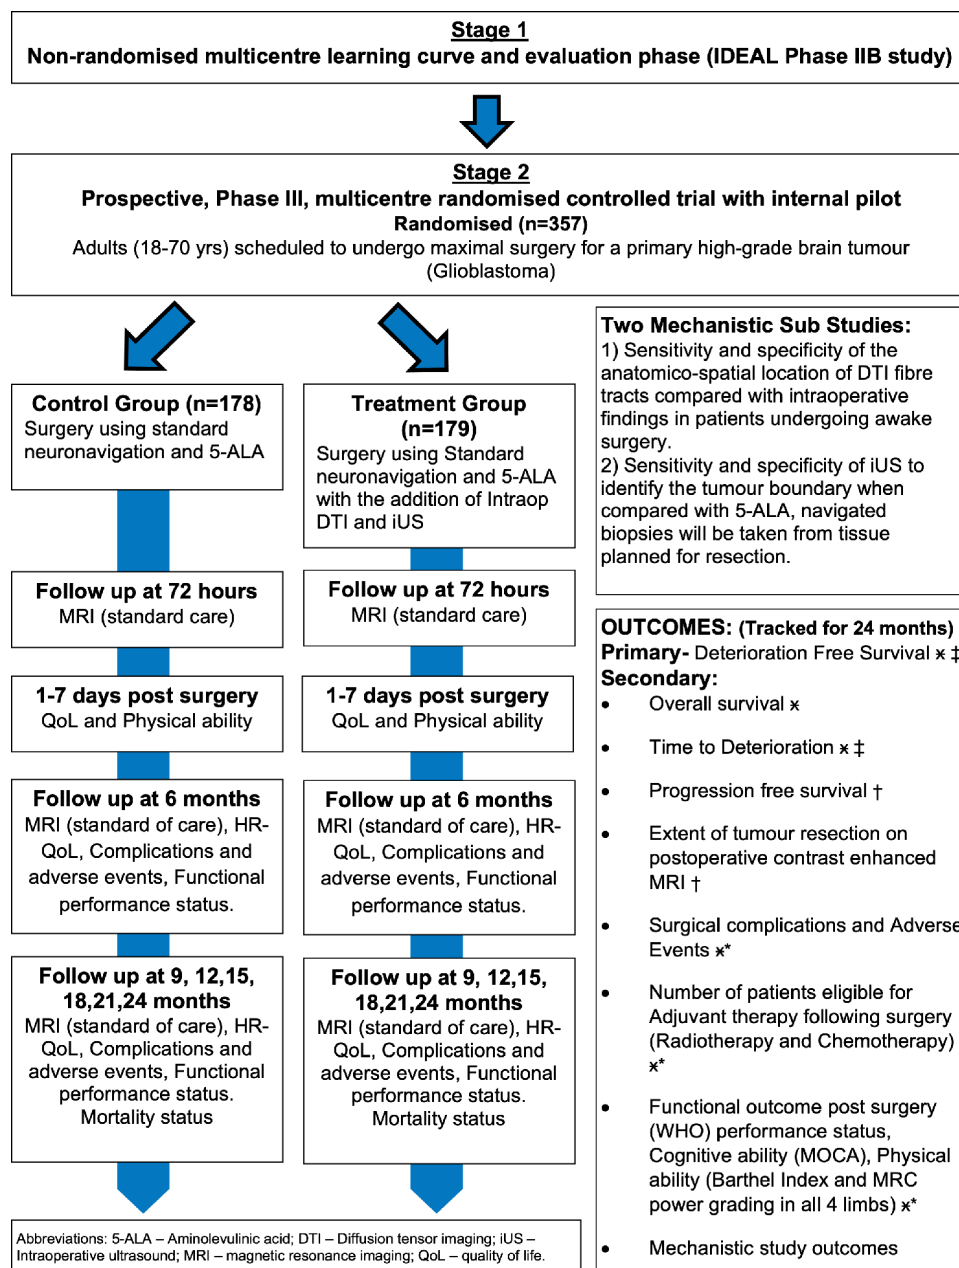 Stage 1
Non-randomised multicentre learning curve and evaluation phase (IDEAL Phase IIB study)
Stage 2
Prospective, Phase III, multicentre randomised controlled trial with internal pilot
Randomised (n=357)
Adults (18-70 yrs) scheduled to undergo maximal surgery for a primary high-grade brain tumour
(Glioblastoma)
Control Group (n=178)
Surgery using standard
neuronavigation and 5-ALA
Follow up at 72 hours
MRI (standard care)
1-7 days post surgery
QoL and Physical ability
Follow up at 6 months
MRI (standard of care), HR-
QoL, Complications and
adverse events, Functional
performance status.
Follow up at 9, 12,15,
18,21,24 months
MRI (standard of care), HR-
QoL, Complications and
adverse events, Functional
performance status.
Mortality status
Treatment Group
(n=179)
Surgery using Standard
neuronavigation and 5-ALA
with the addition of Intraop
DTI and iUS
Follow up at 72 hours
MRI (standard care)
1-7 days post surgery
QoL and Physical ability
Follow up at 6 months
MRI (standard of care), HR-
QoL, Complications and
adverse events, Functional
performance status.
Follow up at 9, 12,15,
18,21,24 months
MRI (standard of care), HR-
QoL, Complications and
adverse events, Functional
performance status.
Mortality status
Two Mechanistic Sub Studies:
1) Sensitivity and specificity of the
anatomico-spatial location of DTI fibre
tracts compared with intraoperative
findings in patients undergoing awake
surgery.
2) Sensitivity and specificity of iUS to
identify the tumour boundary when
compared with 5-ALA, navigated
biopsies will be taken from tissue
planned for resection.
OUTCOMES: (Tracked for 24 months)
Primary- Deterioration Free Survival ⁎ ‡
Secondary:
• Overall survival ⁎
• Time to Deterioration ⁎ ‡
• Progression free survival †
• Extent of tumour resection on
postoperative contrast enhanced
MRI †
• Surgical complications and Adverse
Events ⁎*
• Number of patients eligible for
Adjuvant therapy following surgery
(Radiotherapy and Chemotherapy)
⁎*
• Functional outcome post surgery
(WHO) performance status,
Cognitive ability (MOCA), Physical
ability (Barthel Index and MRC
power grading in all 4 limbs) ⁎*
• Mechanistic study outcomes
Abbreviations: 5-ALA – Aminolevulinic acid; DTI – Diffusion tensor imaging; iUS –
Intraoperative ultrasound; MRI – magnetic resonance imaging; QoL – quality of life.